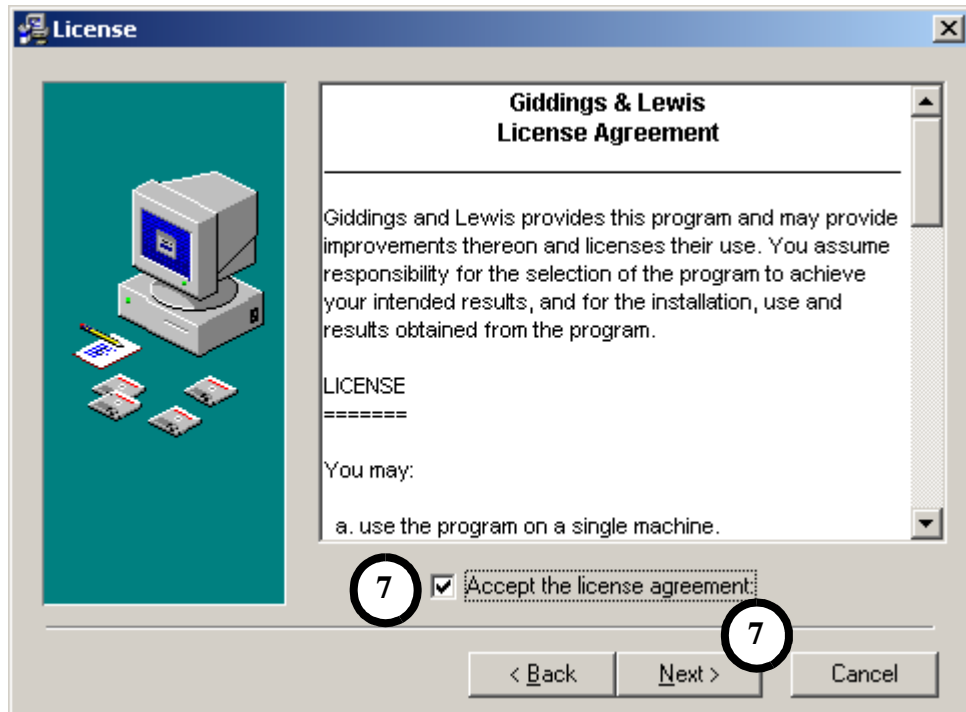 License
Giddings & Lewis
License Agreement
Giddings and Lewis provides this program and may provide
improvements thereon and licenses their use. You assume
responsibility for the selection of the program to achieve
your intended results, and for the installation, use and
results obtained from the program.
LICENSE
=======
You may:
a. use the program on a single machine.
7 Accept the license agreement.
7
< Back Next > Cancel